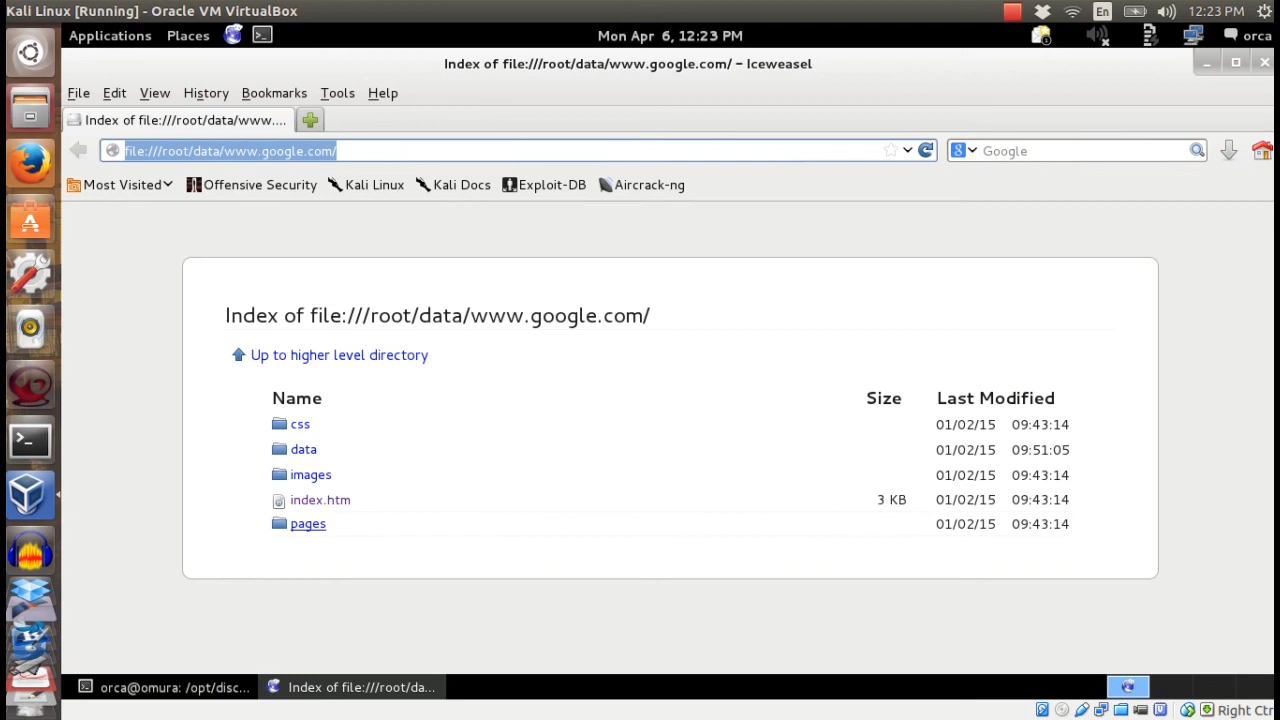 Kali Linux [Running] - Oracle VM VirtualBox
En
12:23 PM
Applications Places
Mon Apr 6, 12:23 PM
orca
Index of file:///root/data/www.google.com/ - Iceweasel
File Edit View History Bookmarks Tools Help
Index of file:///root/data/www....
file:///root/data/www.google.com/
Google
Most Visited Offensive Security Kali Linux Kali Docs Exploit-DB Aircrack-ng
Index of file:///root/data/www.google.com/
Up to higher level directory
Name Size Last Modified
css 01/02/15 09:43:14
data 01/02/15 09:51:05
images 01/02/15 09:43:14
index.htm 3 KB 01/02/15 09:43:14
pages 01/02/15 09:43:14
orca@omura: /opt/disc...
Index of file:///root/da...
Right Ctr